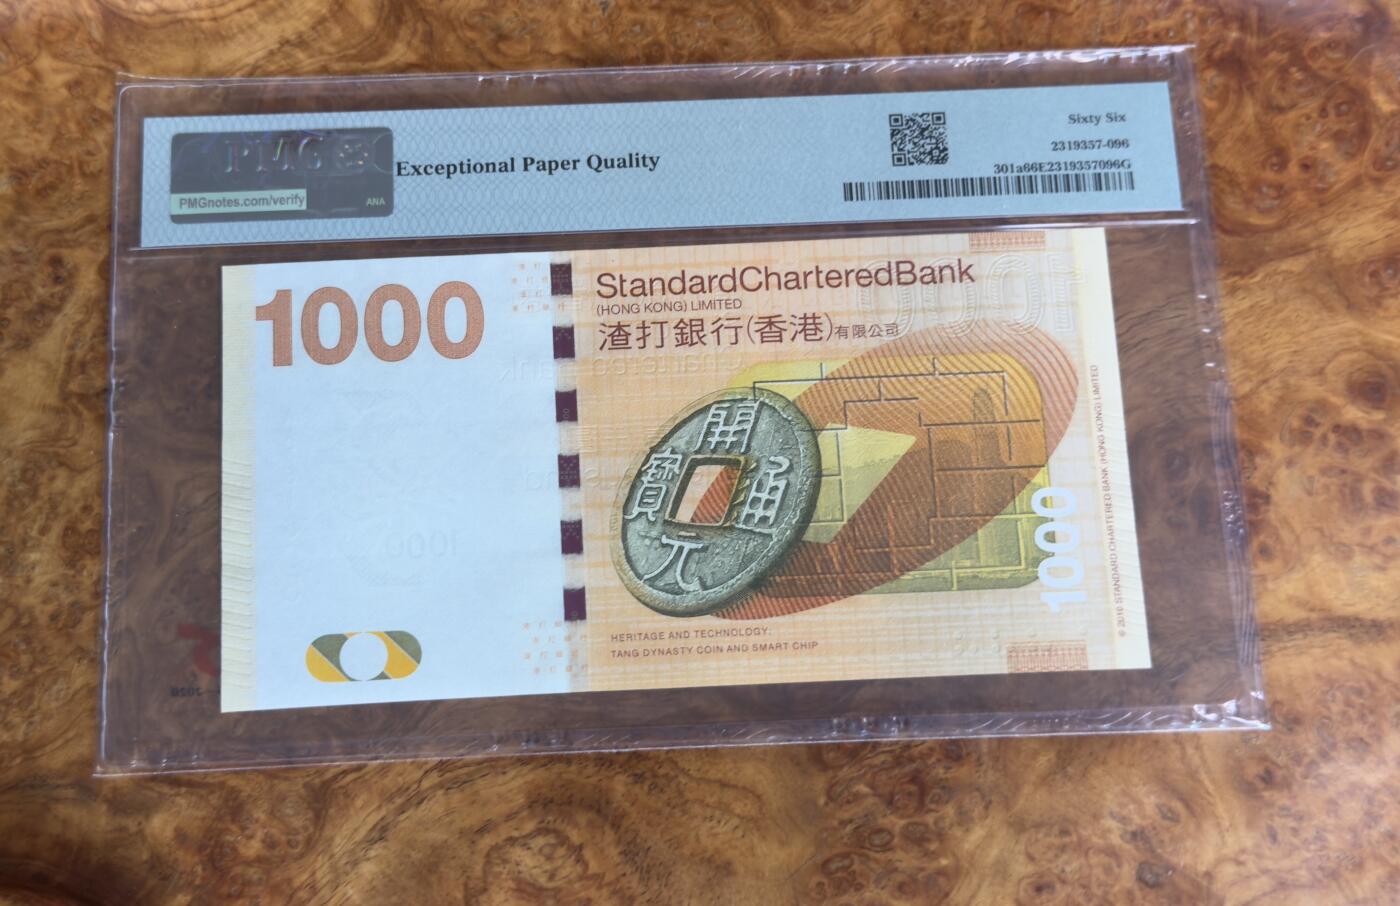 PMG
PMGnotes.com/verify
ANA
Exceptional Paper Quality
Sixty Six
2319357-096
301a66E2319357096G
1000
StandardCharteredBank
(HONG KONG) LIMITED
渣打銀行(香港)有限公司
開通元寶
1000
HERITAGE AND TECHNOLOGY:
TANG DYNASTY COIN AND SMART CHIP
© 2010 STANDARD CHARTERED BANK (HONG KONG) LIMITED